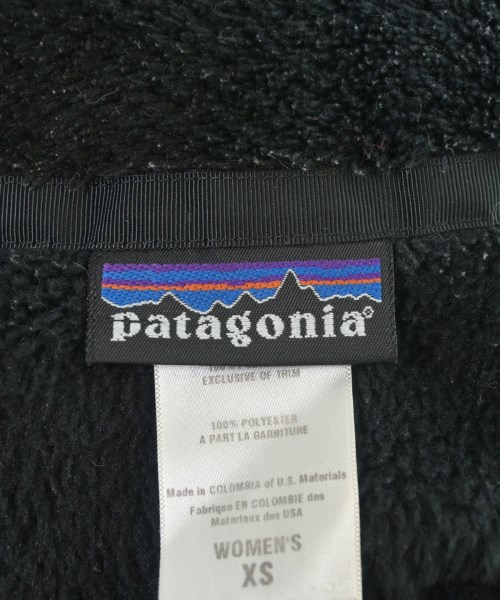 patagonia®
EXCLUSIVE OF TRIM
100% POLYESTER
A PART LA GARNITURE
Made in COLOMBIA of U.S. Materials
Fabrique EN COLOMBIE des
Materiaux des USA
WOMEN'S
XS